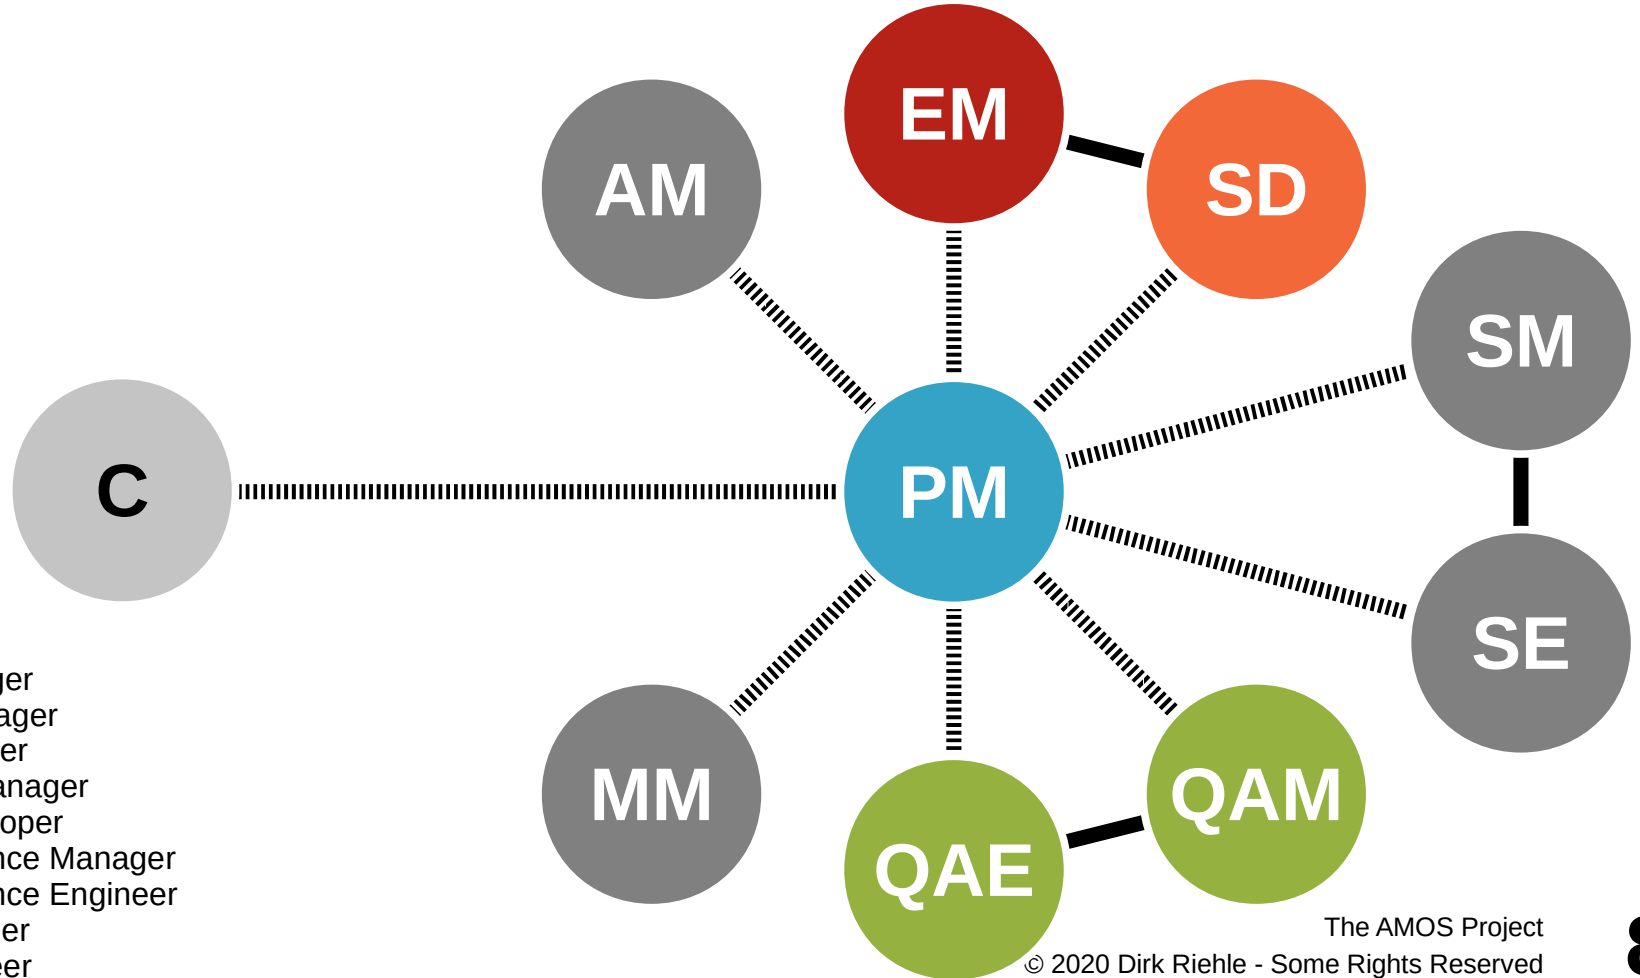 EM
AM
SD
SM
C
PM
SE
MM
QAM
QAE
ger
ager
er
anager
oper
nce Manager
nce Engineer
er
eer
The AMOS Project
© 2020 Dirk Riehle - Some Rights Reserved